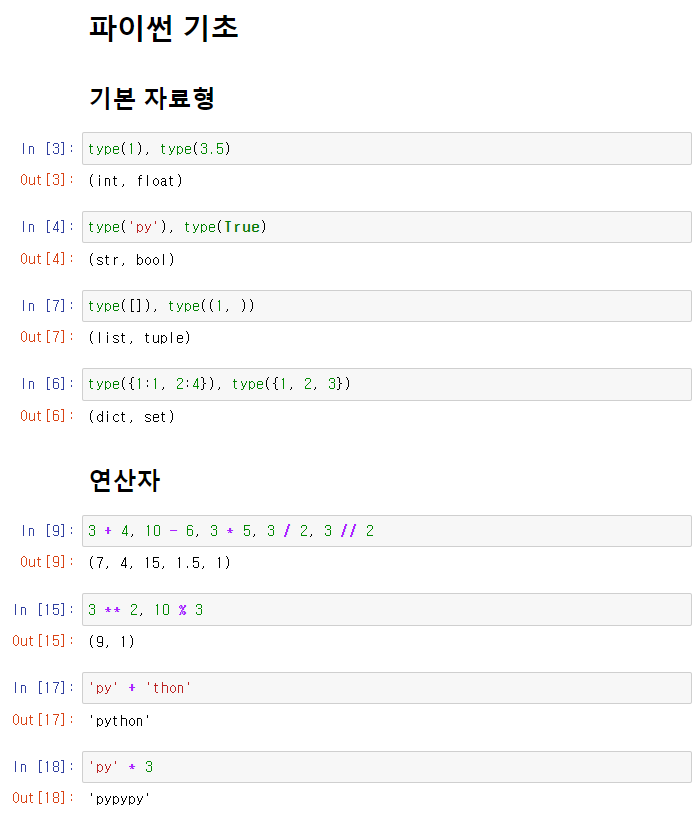 파이썬 기초
기본 자료형
In [3]: type(1), type(3.5)
Out[3]: (int, float)
In [4]: type('py'), type(True)
Out[4]: (str, bool)
In [7]: type([]), type((1, ))
Out[7]: (list, tuple)
In [6]: type({1:1, 2:4}), type({1, 2, 3})
Out[6]: (dict, set)
연산자
In [9]: 3 + 4, 10 - 6, 3 * 5, 3 / 2, 3 // 2
Out[9]: (7, 4, 15, 1.5, 1)
In [15]: 3 ** 2, 10 % 3
Out[15]: (9, 1)
In [17]: 'py' + 'thon'
Out[17]: 'python'
In [18]: 'py' * 3
Out[18]: 'pypypy'